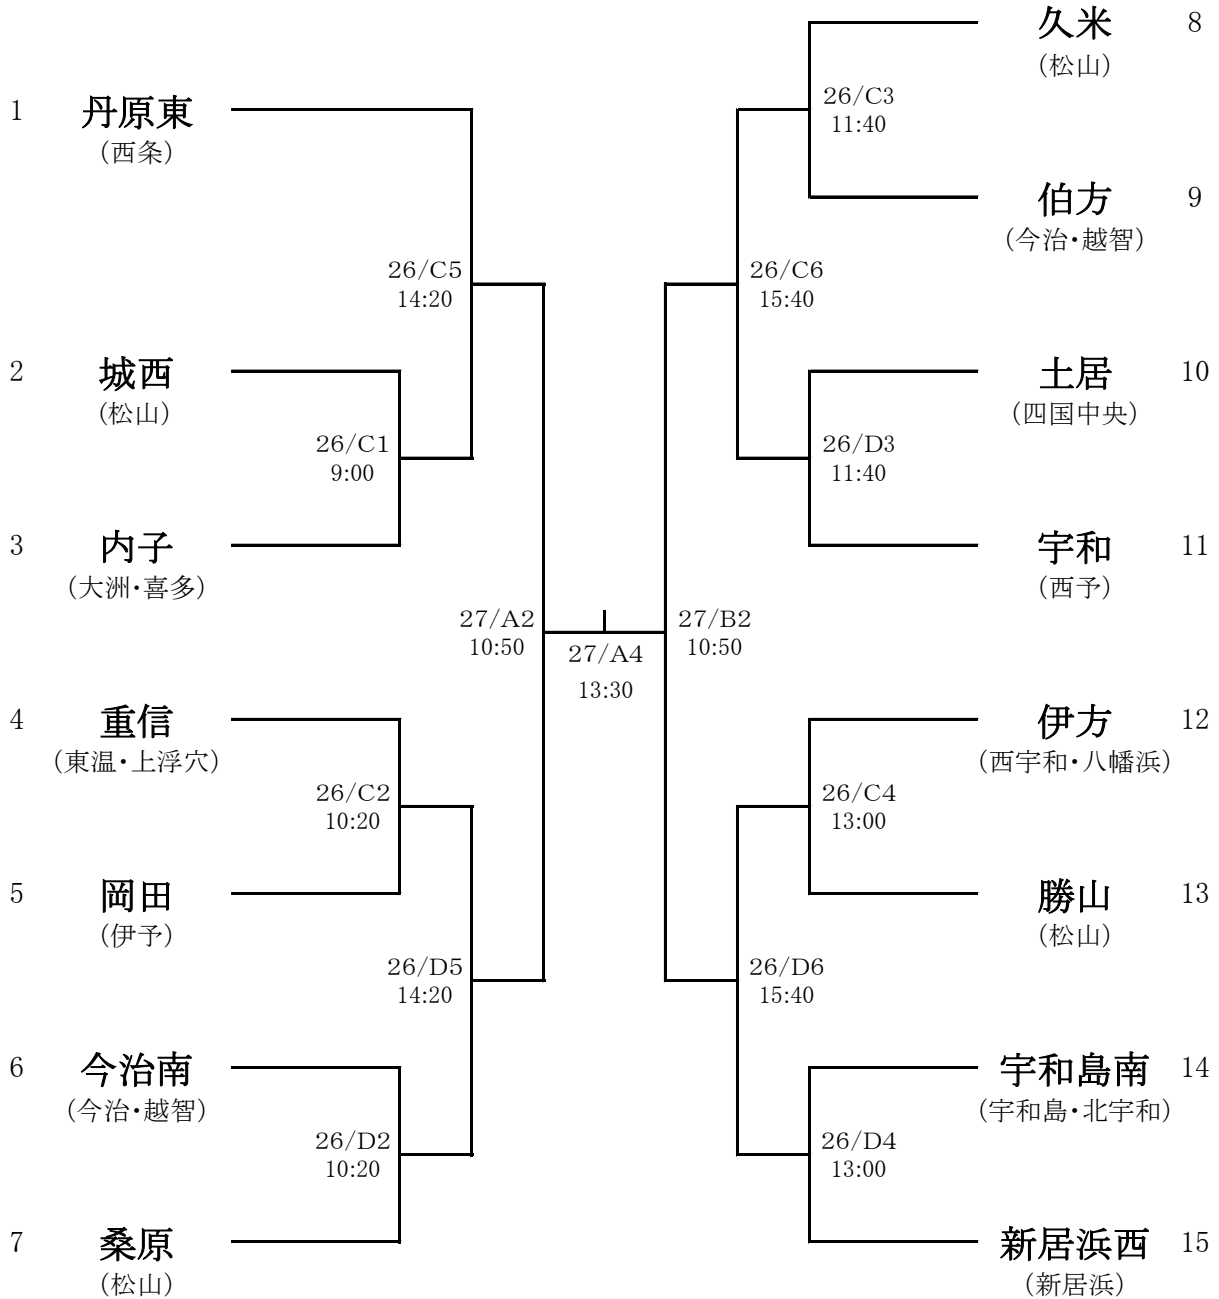 1 丹原東
(西条)
26/C5
14:20
2 城西
(松山)
26/C1
9:00
3 内子
(大洲・喜多)
27/A2
10:50
4 重信
(東温・上浮穴)
26/C2
10:20
5 岡田
(伊予)
26/D5
14:20
6 今治南
(今治・越智)
26/D2
10:20
7 桑原
(松山)
27/A4
13:30
久米 8
(松山)
26/C3
11:40
伯方 9
(今治・越智)
26/C6
15:40
土居 10
(四国中央)
26/D3
11:40
宇和 11
(西予)
27/B2
10:50
伊方 12
(西宇和・八幡浜)
26/C4
13:00
勝山 13
(松山)
26/D6
15:40
宇和島南 14
(宇和島・北宇和)
26/D4
13:00
新居浜西 15
(新居浜)